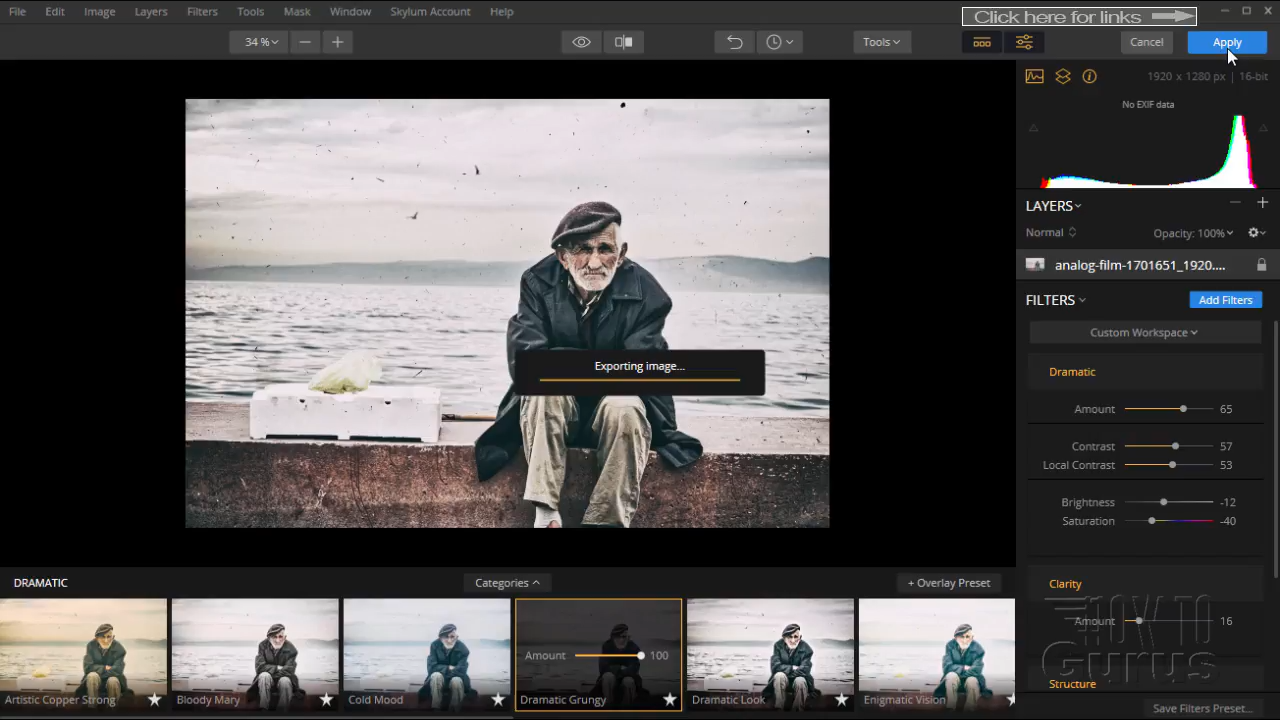 File Edit Image Layers Filters Tools Mask Window Skylum Account Help
Click here for links
34 %
Tools
Cancel
Apply
1920 x 1280 px | 16-bit
No EXIF data
LAYERS
Normal
Opacity: 100%
analog-film-1701651_1920....
FILTERS
Add Filters
Custom Workspace
Dramatic
Amount 65
Contrast 57
Local Contrast 53
Brightness -12
Saturation -40
Clarity
Amount 16
Structure
Save Filters Preset...
HOW TO
Gurus
Exporting image...
DRAMATIC
Categories
+ Overlay Preset
Artistic Copper Strong
Bloody Mary
Cold Mood
Amount 100
Dramatic Grungy
Dramatic Look
Enigmatic Vision